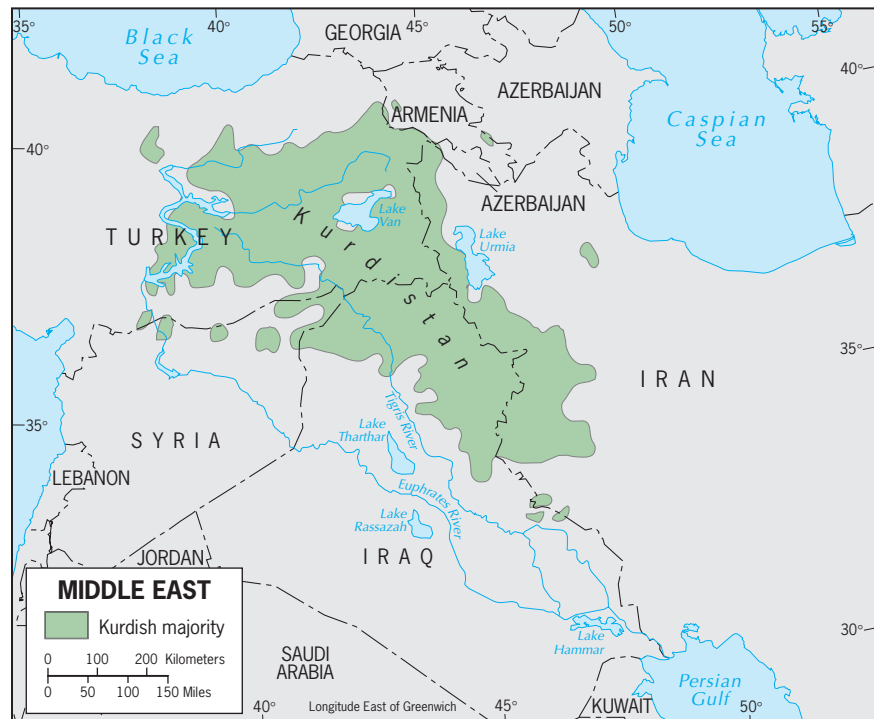 35°
40°
45°
50°
55°
Black
Sea
GEORGIA
40°
AZERBAIJAN
ARMENIA
Caspian
Sea
40°
AZERBAIJAN
Lake
Van
TURKEY
Kurdistan
Lake
Urmia
35°
IRAN
35°
SYRIA
Tigris River
Lake
Tharthar
LEBANON
Euphrates River
Lake
Rassazah
IRAQ
JORDAN
MIDDLE EAST
Kurdish majority
0 100 200 Kilometers
0 50 100 150 Miles
30°
Lake
Hammar
SAUDI
ARABIA
Persian
Gulf
KUWAIT
40°
Longitude East of Greenwich
45°
50°